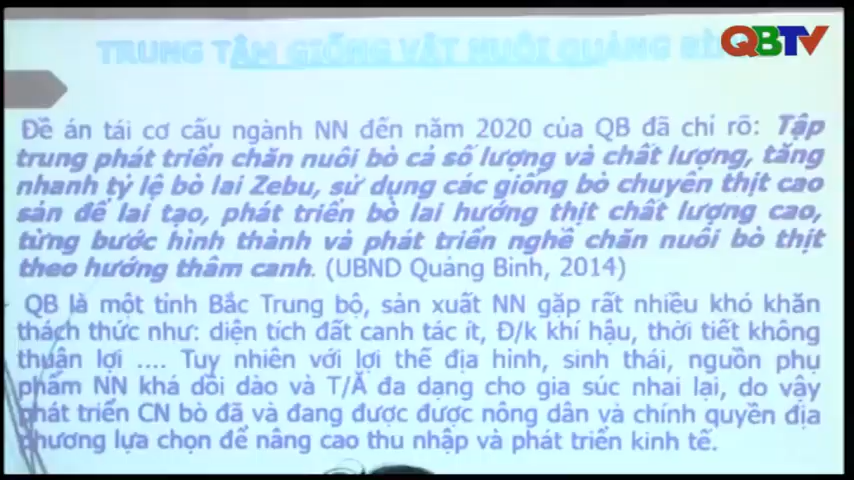 TRUNG TÂM GIỐNG VẬT NUÔI QUẢNG
QBTV
Đề án tái cơ cấu ngành NN đến năm 2020 của QB đã chỉ rõ: Tập
trung phát triển chăn nuôi bò cả số lượng và chất lượng, tăng
nhanh tỷ lệ bò lai Zebu, sử dụng các giống bò chuyên thịt cao
sản để lai tạo, phát triển bò lai hướng thịt chất lượng cao,
từng bước hình thành và phát triển nghề chăn nuôi bò thịt
theo hướng thâm canh. (UBND Quảng Bình, 2014)
QB là một tỉnh Bắc Trung bộ, sản xuất NN gặp rất nhiều khó khăn
thách thức như: diện tích đất canh tác ít, Đ/k khí hậu, thời tiết không
thuận lợi .... Tuy nhiên với lợi thế địa hình, sinh thái, nguồn phụ
phẩm NN khá dồi dào và T/Ă đa dạng cho gia súc nhai lại, do vậy
phát triển CN bò đã và đang được được nông dân và chính quyền địa
phương lựa chọn để nâng cao thu nhập và phát triển kinh tế.